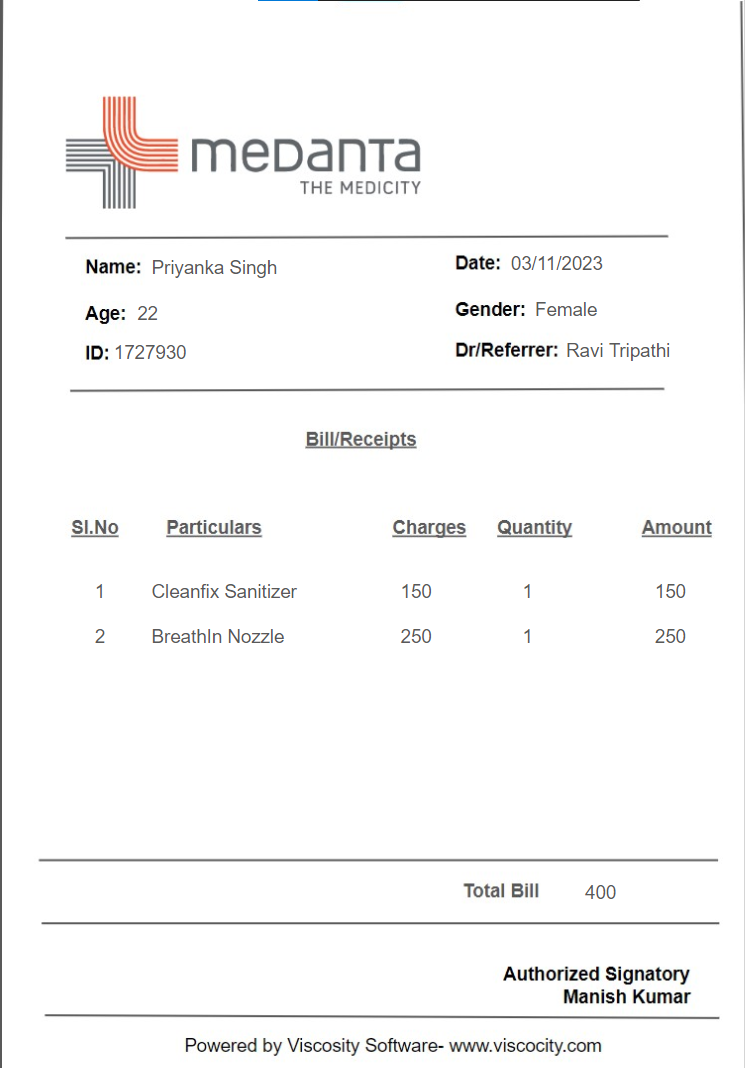 medanta
THE MEDICITY
Name: Priyanka Singh Date: 03/11/2023
Age: 22 Gender: Female
ID: 1727930 Dr/Referrer: Ravi Tripathi
Bill/Receipts
Sl.No Particulars Charges Quantity Amount
1 Cleanfix Sanitizer 150 1 150
2 BreathIn Nozzle 250 1 250
Total Bill 400
Authorized Signatory
Manish Kumar
Powered by Viscosity Software- www.viscocity.com